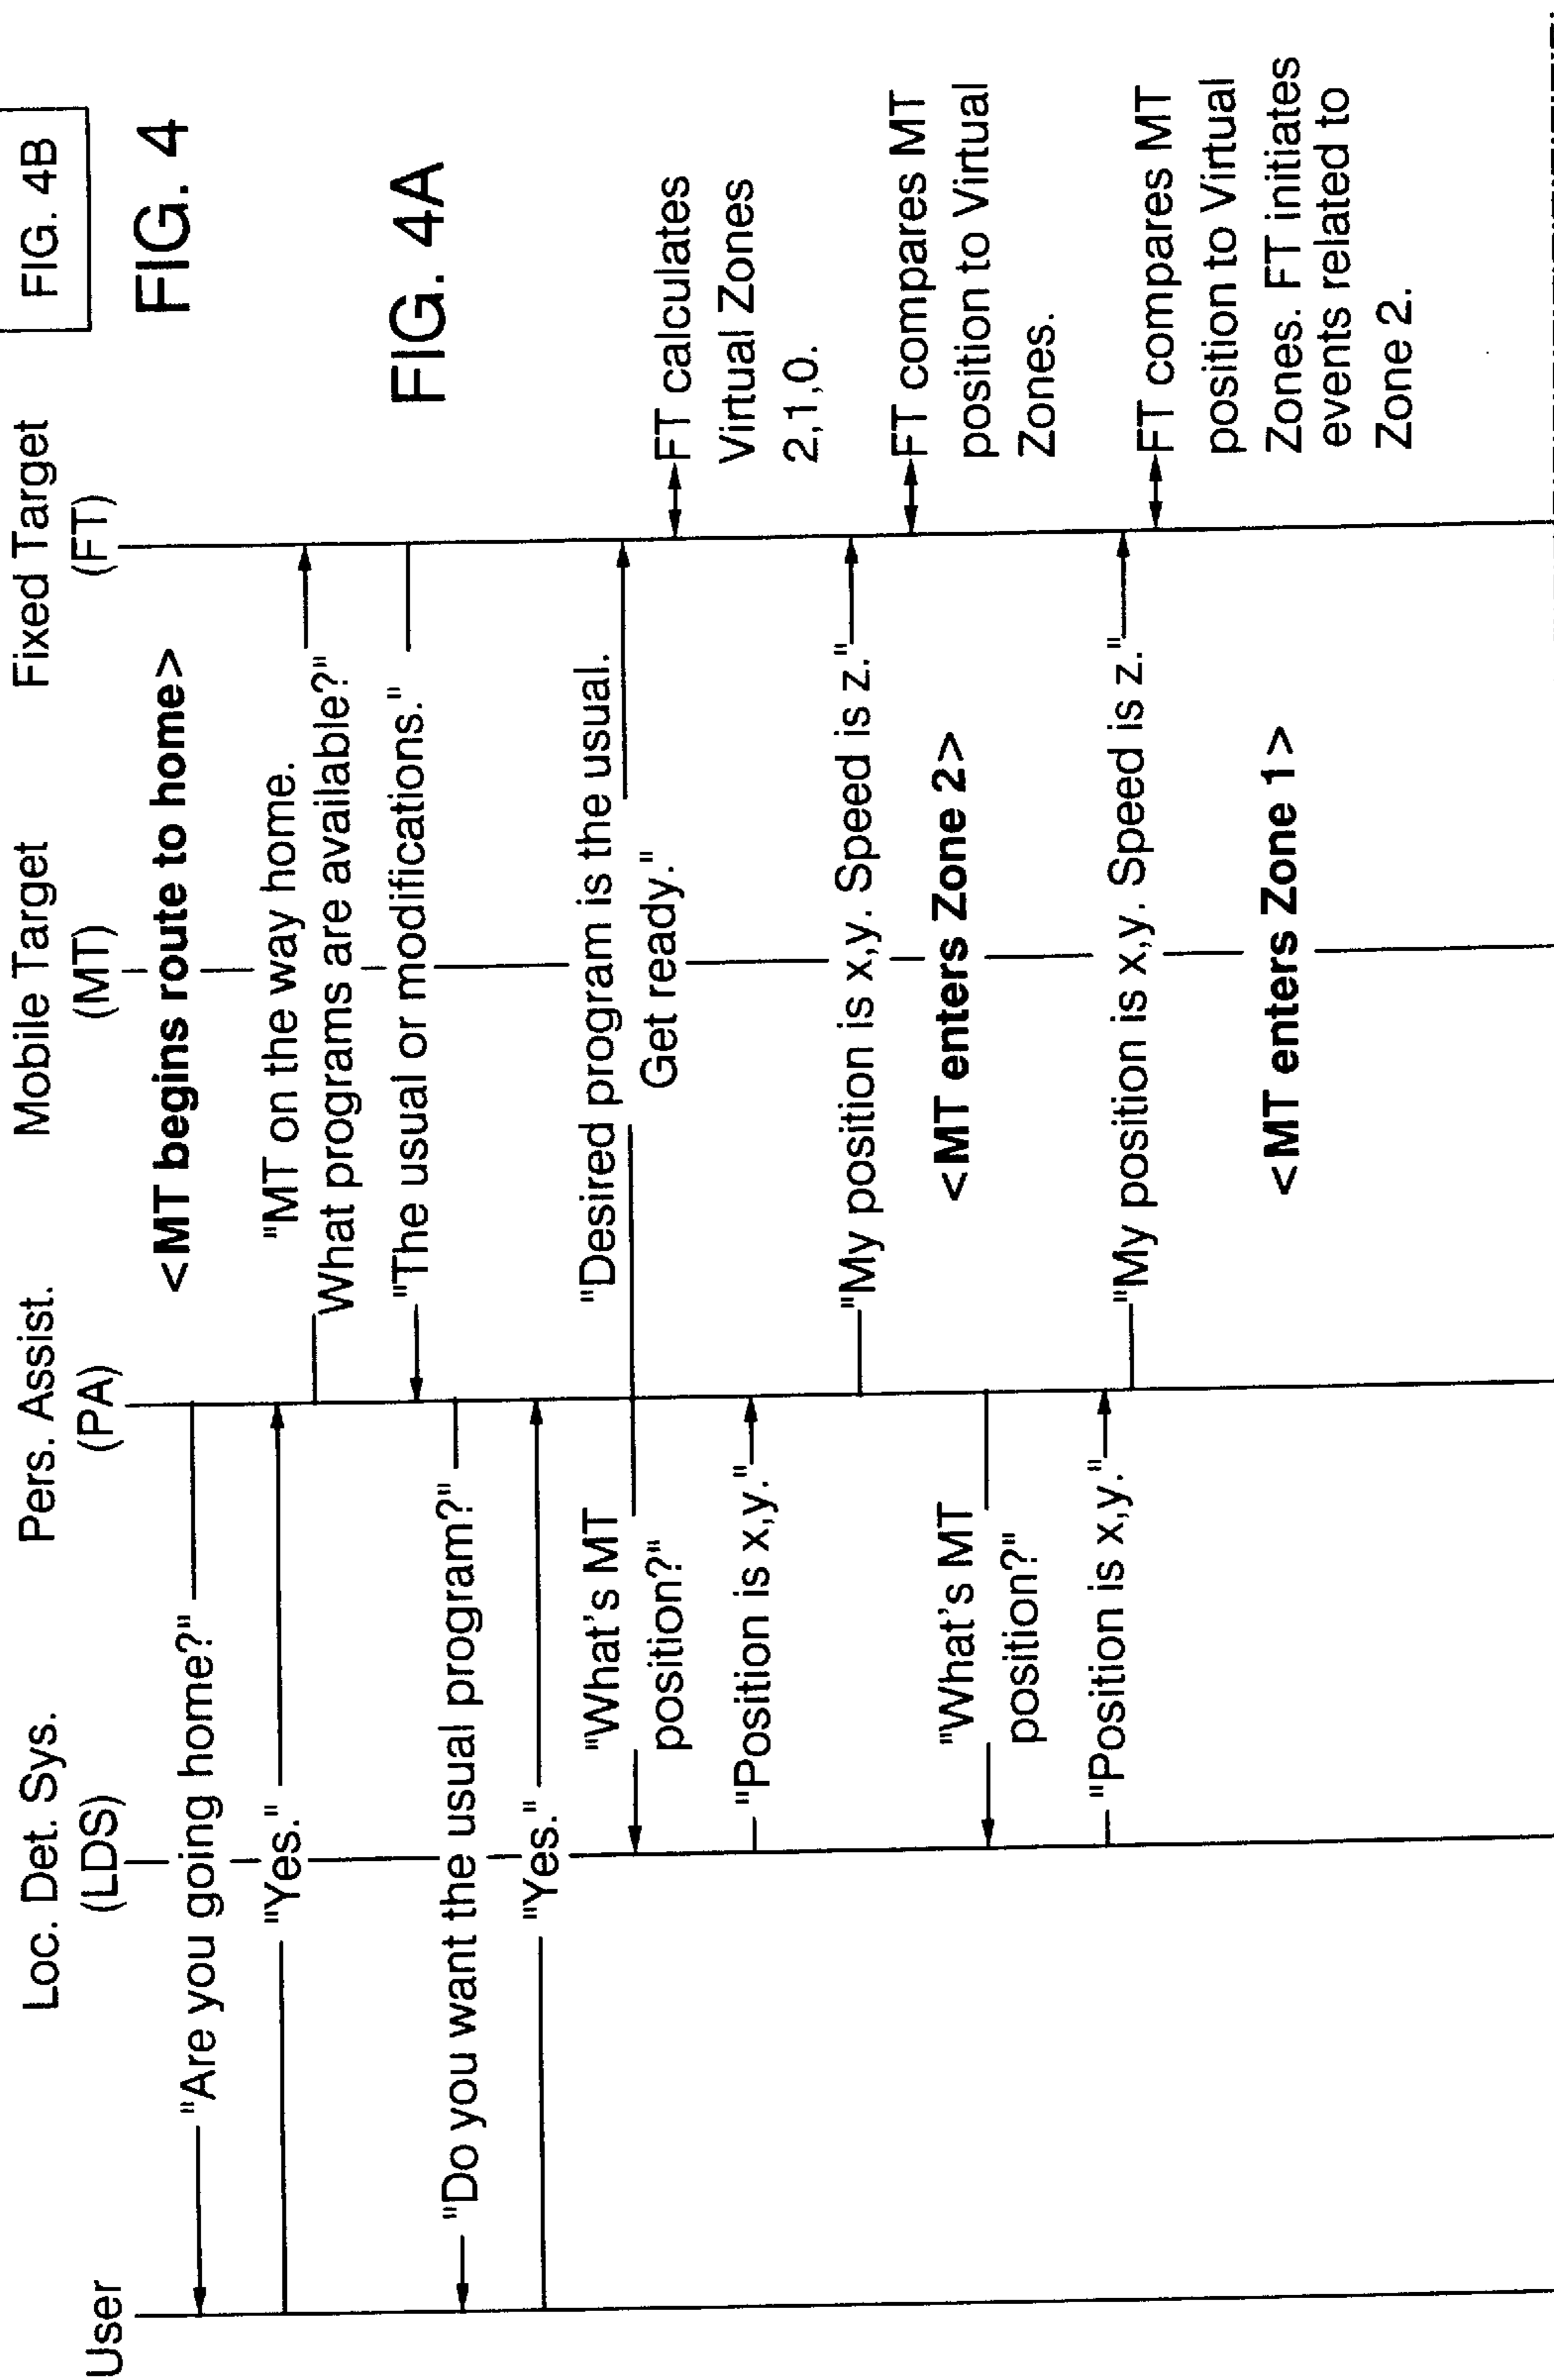 FIG. 4B
FIG. 4
FIG. 4A
User
Loc. Det. Sys.
(LDS)
Pers. Assist.
(PA)
Mobile Target
(MT)
Fixed Target
(FT)
<MT begins route to home>
"Are you going home?"
"Yes."
"MT on the way home.
What programs are available?"
"The usual or modifications."
"Do you want the usual program?"
"Yes."
"Desired program is the usual.
Get ready."
"What's MT
position?"
FT calculates
Virtual Zones
2,1,0.
"Position is x,y."
"My position is x,y. Speed is z."
FT compares MT
position to Virtual
Zones.
<MT enters Zone 2>
"What's MT
position?"
"Position is x,y."
"My position is x,y. Speed is z."
FT compares MT
position to Virtual
Zones. FT initiates
events related to
Zone 2.
<MT enters Zone 1>